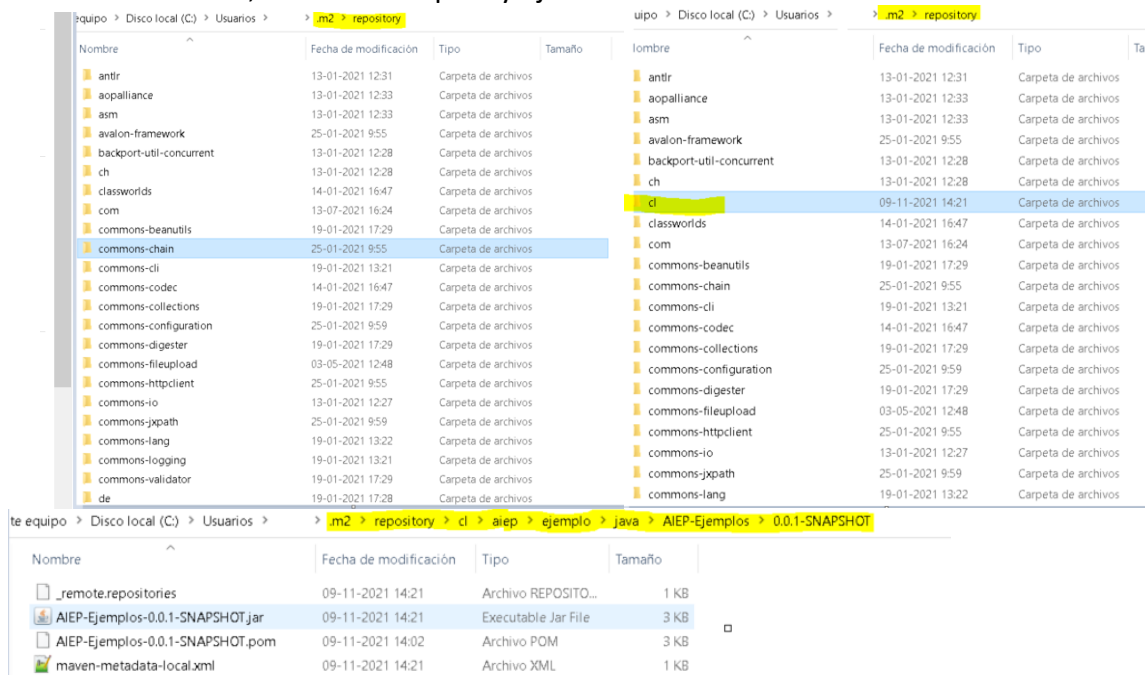 equipo > Disco local (C:) > Usuarios > > .m2 > repository
Nombre Fecha de modificación Tipo Tamaño
antlr 13-01-2021 12:31 Carpeta de archivos
aopalliance 13-01-2021 12:33 Carpeta de archivos
asm 13-01-2021 12:33 Carpeta de archivos
avalon-framework 25-01-2021 9:55 Carpeta de archivos
backport-util-concurrent 13-01-2021 12:28 Carpeta de archivos
ch 13-01-2021 12:28 Carpeta de archivos
classworlds 14-01-2021 16:47 Carpeta de archivos
com 13-07-2021 16:24 Carpeta de archivos
commons-beanutils 19-01-2021 17:29 Carpeta de archivos
commons-chain 25-01-2021 9:55 Carpeta de archivos
commons-cli 19-01-2021 13:21 Carpeta de archivos
commons-codec 14-01-2021 16:47 Carpeta de archivos
commons-collections 19-01-2021 17:29 Carpeta de archivos
commons-configuration 25-01-2021 9:59 Carpeta de archivos
commons-digester 19-01-2021 17:29 Carpeta de archivos
commons-fileupload 03-05-2021 12:48 Carpeta de archivos
commons-httpclient 25-01-2021 9:55 Carpeta de archivos
commons-io 13-01-2021 12:27 Carpeta de archivos
commons-jxpath 25-01-2021 9:59 Carpeta de archivos
commons-lang 19-01-2021 13:22 Carpeta de archivos
commons-logging 19-01-2021 13:21 Carpeta de archivos
commons-validator 19-01-2021 17:29 Carpeta de archivos
de 19-01-2021 17:28 Carpeta de archivos
uipo > Disco local (C:) > Usuarios > > .m2 > repository
lombre Fecha de modificación Tipo Ta
antlr 13-01-2021 12:31 Carpeta de archivos
aopalliance 13-01-2021 12:33 Carpeta de archivos
asm 13-01-2021 12:33 Carpeta de archivos
avalon-framework 25-01-2021 9:55 Carpeta de archivos
backport-util-concurrent 13-01-2021 12:28 Carpeta de archivos
ch 13-01-2021 12:28 Carpeta de archivos
cl 09-11-2021 14:21 Carpeta de archivos
classworlds 14-01-2021 16:47 Carpeta de archivos
com 13-07-2021 16:24 Carpeta de archivos
commons-beanutils 19-01-2021 17:29 Carpeta de archivos
commons-chain 25-01-2021 9:55 Carpeta de archivos
commons-cli 19-01-2021 13:21 Carpeta de archivos
commons-codec 14-01-2021 16:47 Carpeta de archivos
commons-collections 19-01-2021 17:29 Carpeta de archivos
commons-configuration 25-01-2021 9:59 Carpeta de archivos
commons-digester 19-01-2021 17:29 Carpeta de archivos
commons-fileupload 03-05-2021 12:48 Carpeta de archivos
commons-httpclient 25-01-2021 9:55 Carpeta de archivos
commons-io 13-01-2021 12:27 Carpeta de archivos
commons-jxpath 25-01-2021 9:59 Carpeta de archivos
commons-lang 19-01-2021 13:22 Carpeta de archivos
te equipo > Disco local (C:) > Usuarios > > .m2 > repository > cl > aiep > ejemplo > java > AIEP-Ejemplos > 0.0.1-SNAPSHOT
Nombre Fecha de modificación Tipo Tamaño
_remote.repositories 09-11-2021 14:21 Archivo REPOSITO... 1 KB
AIEP-Ejemplos-0.0.1-SNAPSHOT.jar 09-11-2021 14:21 Executable Jar File 3 KB
AIEP-Ejemplos-0.0.1-SNAPSHOT.pom 09-11-2021 14:02 Archivo POM 3 KB
maven-metadata-local.xml 09-11-2021 14:21 Archivo XML 1 KB